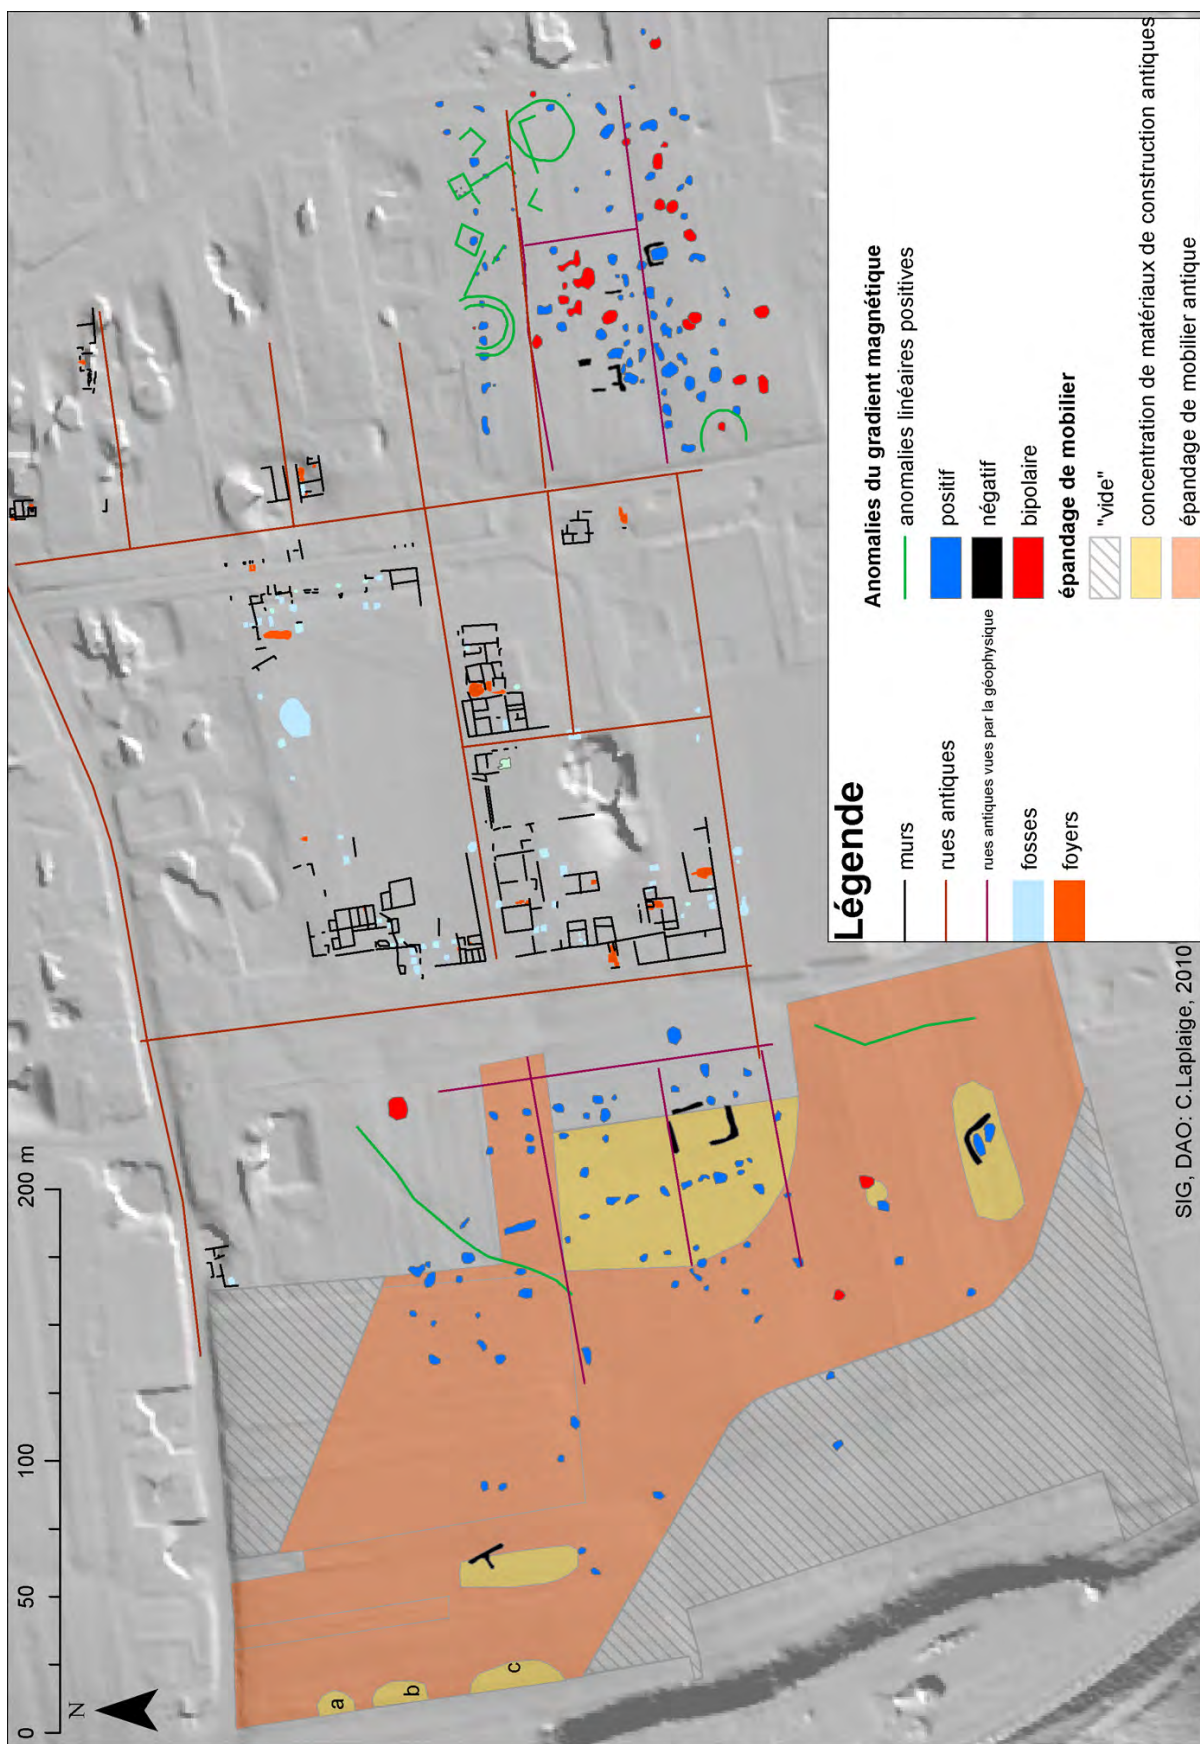 0 50 100 200 m
N
a
b
c
Légende
murs
rues antiques
rues antiques vues par la géophysique
fosses
foyers
Anomalies du gradient magnétique
anomalies linéaires positives
positif
négatif
bipolaire
épandage de mobilier
"vide"
concentration de matériaux de construction antiques
épandage de mobilier antique
SIG, DAO: C.Laplaige, 2010